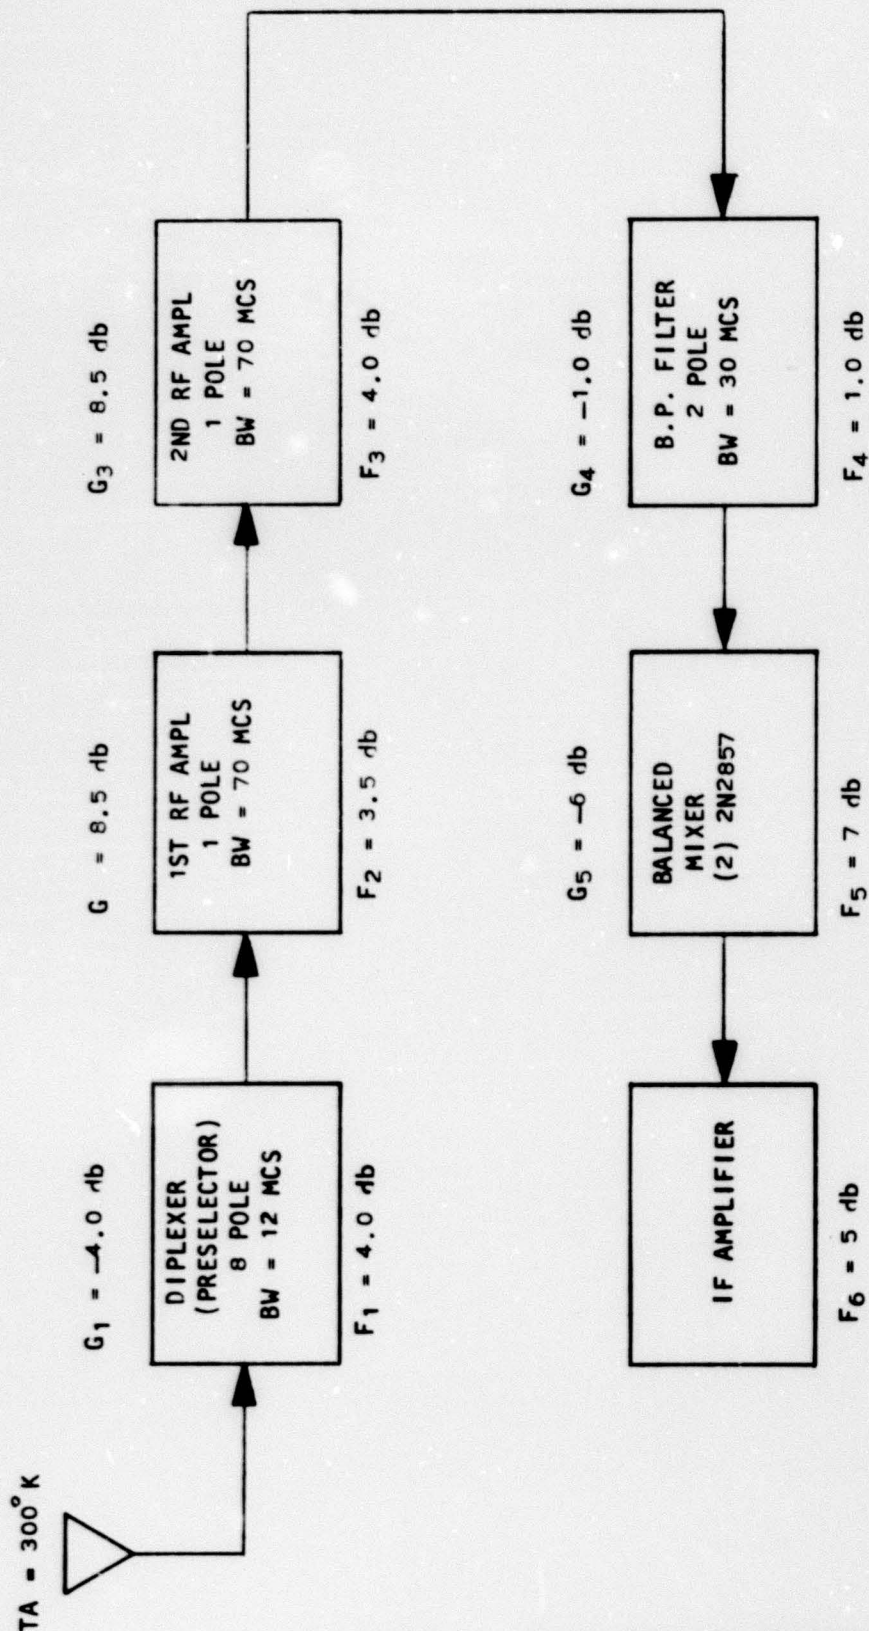 TA = 300° K
G1 = -4.0 db
DIPLEXER
(PRESELECTOR)
8 POLE
BW = 12 MCS
F1 = 4.0 db
G = 8.5 db
1ST RF AMPL
1 POLE
BW = 70 MCS
F2 = 3.5 db
G3 = 8.5 db
2ND RF AMPL
1 POLE
BW = 70 MCS
F3 = 4.0 db
G4 = -1.0 db
B.P. FILTER
2 POLE
BW = 30 MCS
F4 = 1.0 db
G5 = -6 db
BALANCED
MIXER
(2) 2N2857
F5 = 7 db
IF AMPLIFIER
F6 = 5 db